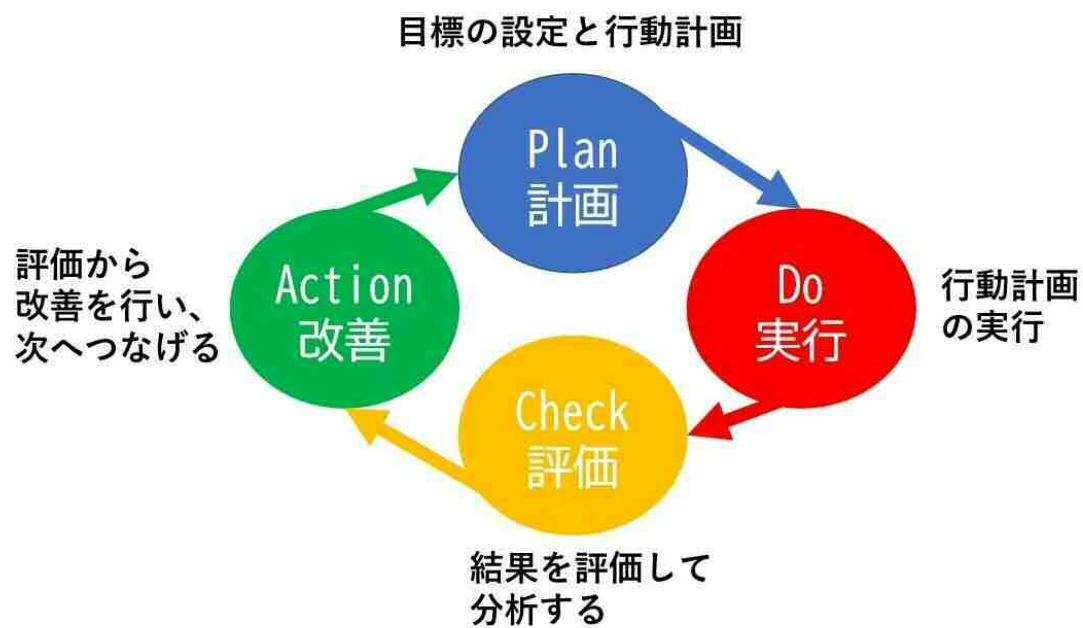 目標の設定と行動計画
Plan
計画
Do
実行
行動計画
の実行
Check
評価
結果を評価して
分析する
Action
改善
評価から
改善を行い、
次へつなげる